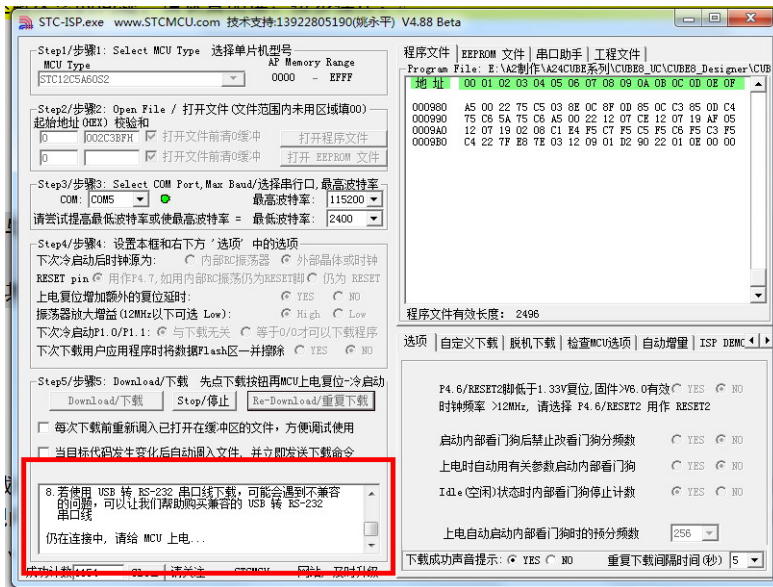 STC-ISP.exe www.STCMCU.com 技术支持:13922805190(姚永平) V4.88 Beta
Step1/步骤1: Select MCU Type 选择单片机型号
MCU Type AP Memory Range
STC12C5A60S2 0000 - EFFF
Step2/步骤2: Open File / 打开文件(文件范围内未用区域填00)
起始地址(HEX) 校验和
0 002C3BFH 打开文件前清0缓冲 打开程序文件
0 打开文件前清0缓冲 打开 EEPROM 文件
Step3/步骤3: Select COM Port,Max Baud/选择串行口,最高波特率
COM: COM5 最高波特率: 115200
请尝试提高最低波特率或使最高波特率 = 最低波特率: 2400
Step4/步骤4: 设置本框和右下方 '选项' 中的选项
下次冷启动后时钟源为: 内部RC振荡器 外部晶体或时钟
RESET pin 用作P4.7,如用内部RC振荡仍为RESET脚 仍为 RESET
上电复位增加额外的复位延时: YES NO
振荡器放大增益(12MHz以下可选 Low): High Low
下次冷启动P1.0/P1.1: 与下载无关 等于0/0才可以下载程序
下次下载用户应用程序时将数据Flash区一并擦除 YES NO
Step5/步骤5: Download/下载 先点下载按钮再MCU上电复位-冷启动
Download/下载 Stop/停止 Re-Download/重复下载
每次下载前重新调入已打开在缓冲区的文件，方便调试使用
当目标代码发生变化后自动调入文件，并立即发送下载命令
8.若使用 USB 转 RS-232 串口线下载，可能会遇到不兼容
的问题，可以让我们帮助购买兼容的 USB 转 RS-232
串口线
仍在连接中，请给 MCU 上电...
程序文件 EEPROM 文件 串口助手 工程文件
Program File: E:\A2制作\A24CUBE系列\CUBE8_UC\CUBE8_Designer\CUB
地 址 00 01 02 03 04 05 06 07 08 09 0A 0B 0C 0D 0E 0F
000980 A5 00 22 75 C5 03 8E 0C 8F 0D 85 0C C3 85 0D C4
000990 75 C6 5A 75 C6 A5 00 22 12 07 CE 12 07 19 AF 05
0009A0 12 07 19 02 08 C1 E4 F5 C7 F5 C5 F5 C6 F5 C3 F5
0009B0 C4 22 7F E8 7E 03 12 09 01 D2 90 22 01 0E 00 00
程序文件有效长度: 2496
选项 自定义下载 脱机下载 检查MCU选项 自动增量 ISP DEMO
P4.6/RESET2脚低于1.33V复位,固件>V6.0有效 YES NO
时钟频率 >12MHz, 请选择 P4.6/RESET2 用作 RESET2
启动内部看门狗后禁止改看门狗分频数 YES NO
上电时自动用有关参数启动内部看门狗 YES NO
Idle(空闲)状态时内部看门狗停止计数 YES NO
上电自动启动内部看门狗时的预分频数 256
下载成功声音提示: YES NO 重复下载间隔时间(秒) 5